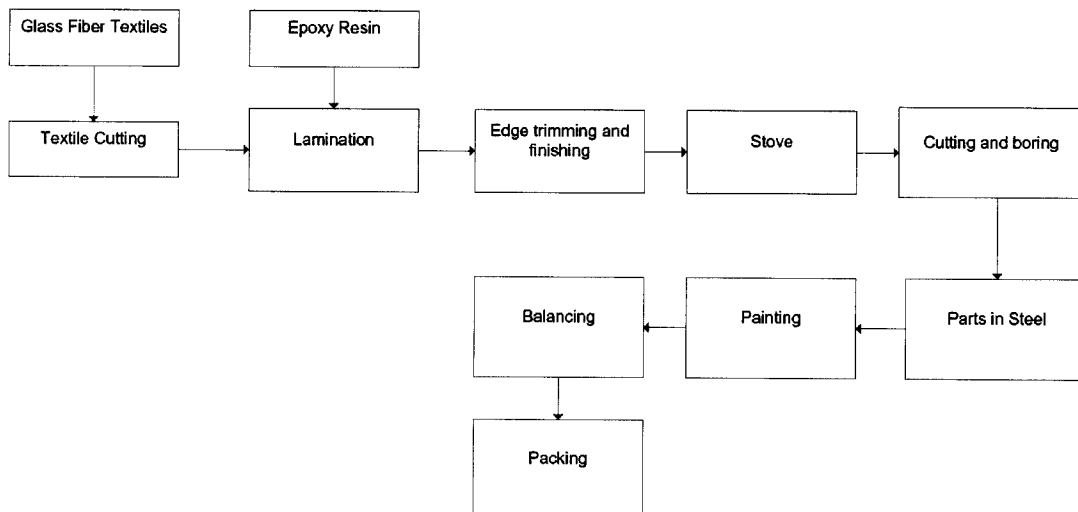 Glass Fiber Textiles
Epoxy Resin
Textile Cutting
Lamination
Edge trimming and
finishing
Stove
Cutting and boring
Balancing
Painting
Parts in Steel
Packing